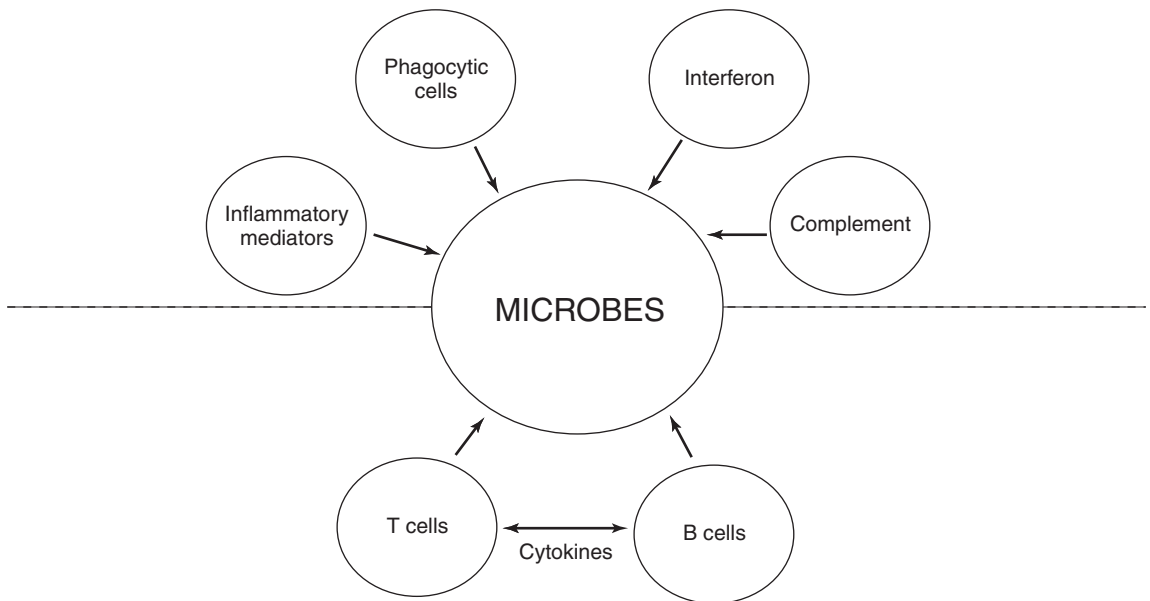 Phagocytic
cells
Interferon
Inflammatory
mediators
Complement
MICROBES
T cells
B cells
Cytokines